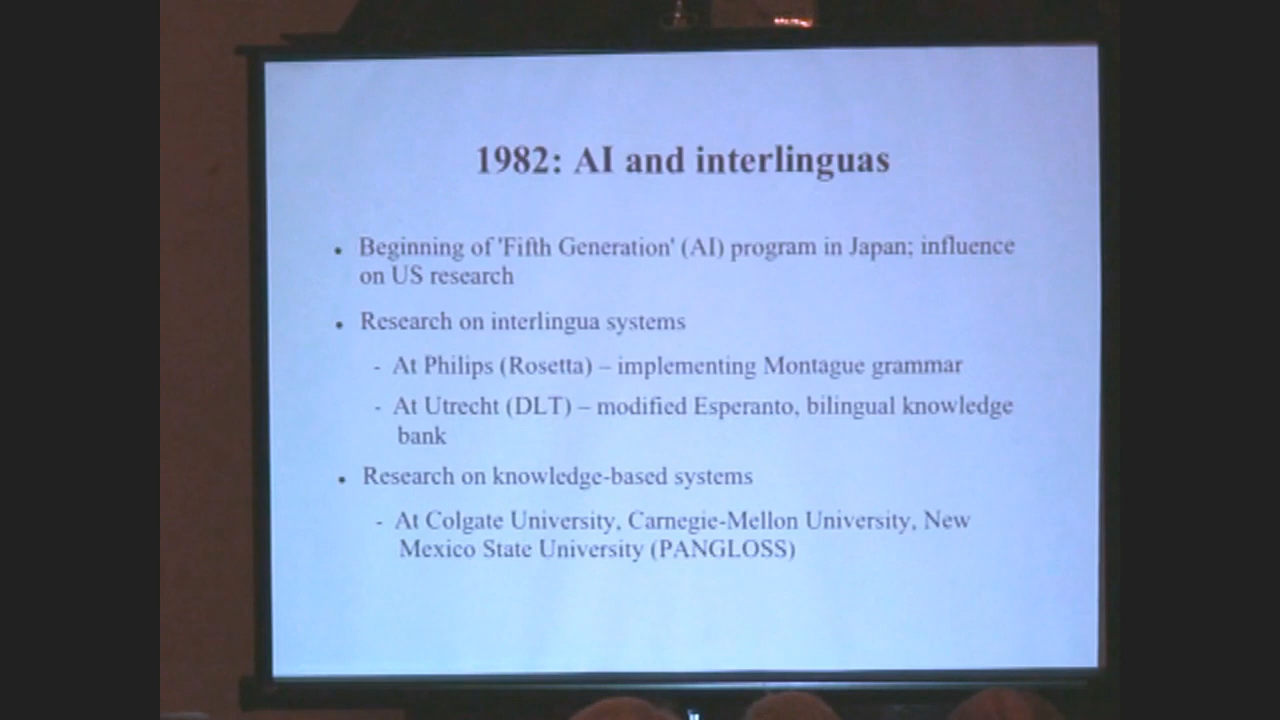 1982: AI and interlinguas
• Beginning of 'Fifth Generation' (AI) program in Japan; influence
on US research
• Research on interlingua systems
- At Philips (Rosetta) – implementing Montague grammar
- At Utrecht (DLT) – modified Esperanto, bilingual knowledge
bank
• Research on knowledge-based systems
- At Colgate University, Carnegie-Mellon University, New
Mexico State University (PANGLOSS)